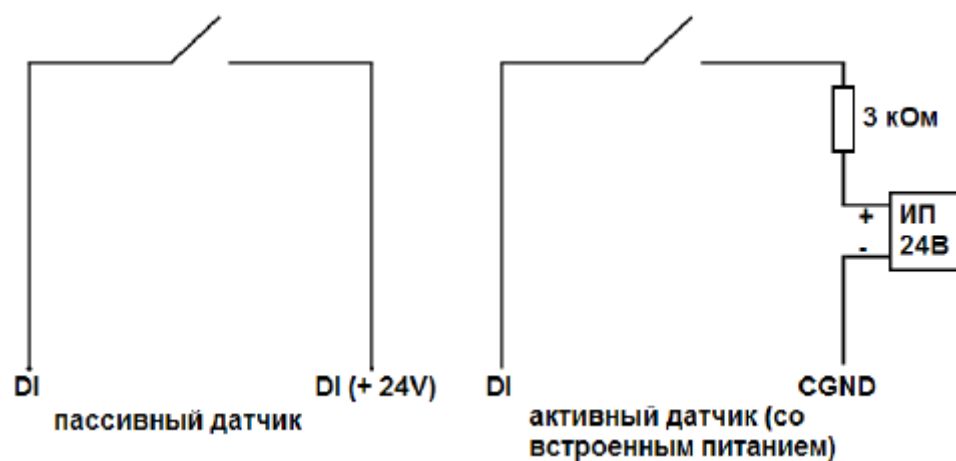 3 кОм
+ ИП
- 24В
DI DI (+ 24V) DI CGND
пассивный датчик
активный датчик (со
встроенным питанием)